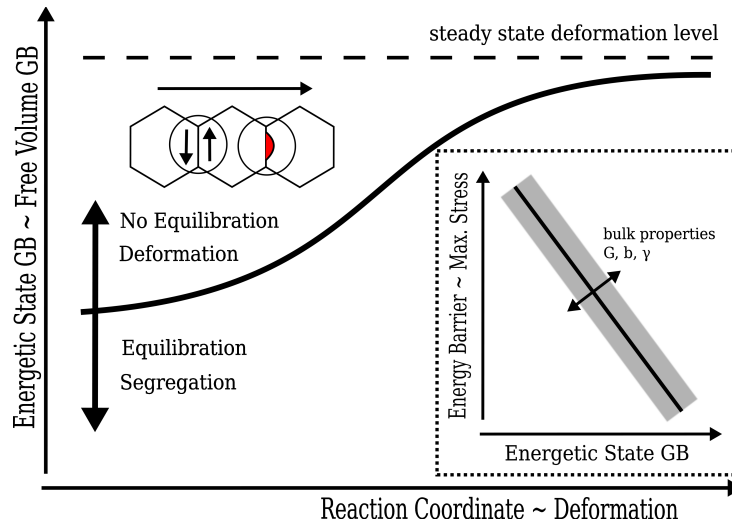 steady state deformation level
Energetic State GB ~ Free Volume GB
No Equilibration
Deformation
Equilibration
Segregation
Energy Barrier ~ Max. Stress
bulk properties
G, b, γ
Energetic State GB
Reaction Coordinate ~ Deformation